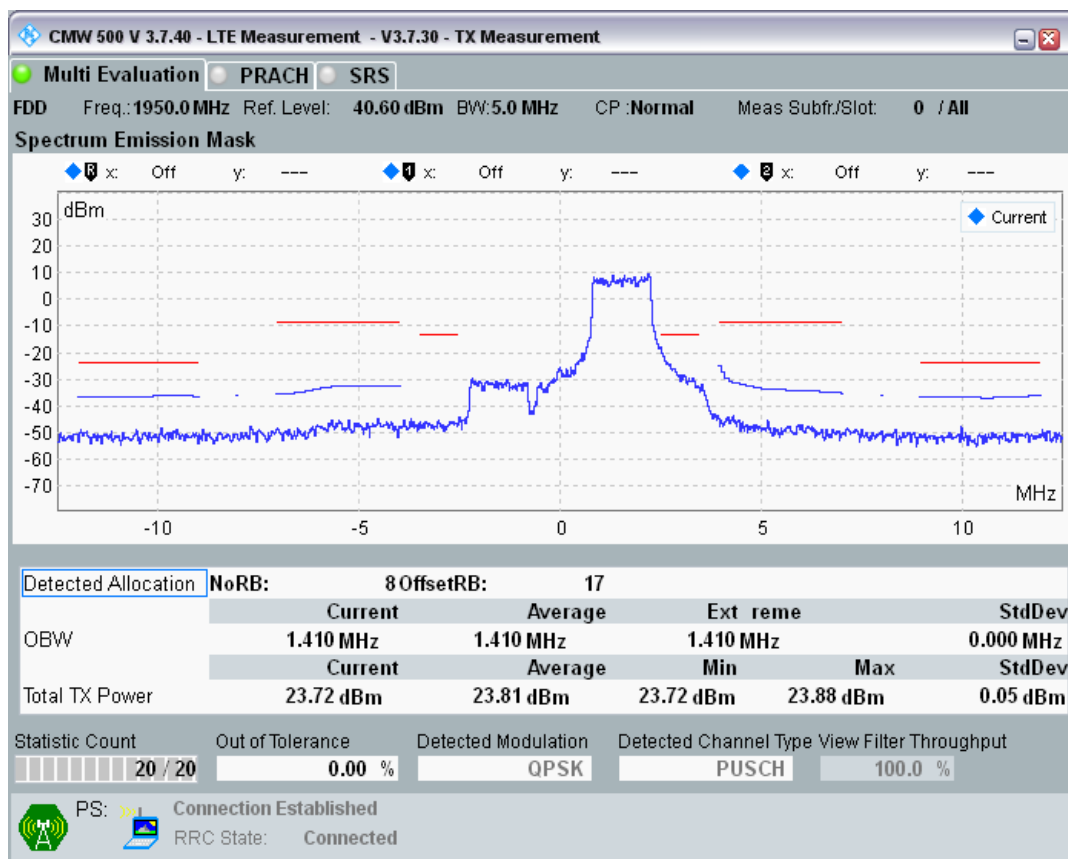 CMW 500 V 3.7.40 - LTE Measurement - V3.7.30 - TX Measurement
Multi Evaluation PRACH SRS
FDD Freq.: 1950.0 MHz Ref. Level: 40.60 dBm BW: 5.0 MHz CP :Normal Meas Subfr./Slot: 0 / All
Spectrum Emission Mask
R x: Off y: --- 1 x: Off y: --- 2 x: Off y: ---
dBm
Current
30
20
10
0
-10
-20
-30
-40
-50
-60
-70
MHz
-10 -5 0 5 10
Detected Allocation NoRB: 8 OffsetRB: 17
Current Average Ext reme StdDev
OBW 1.410 MHz 1.410 MHz 1.410 MHz 0.000 MHz
Current Average Min Max StdDev
Total TX Power 23.72 dBm 23.81 dBm 23.72 dBm 23.88 dBm 0.05 dBm
Statistic Count Out of Tolerance Detected Modulation Detected Channel Type View Filter Throughput
20 / 20 0.00 % QPSK PUSCH 100.0 %
PS: Connection Established
RRC State: Connected